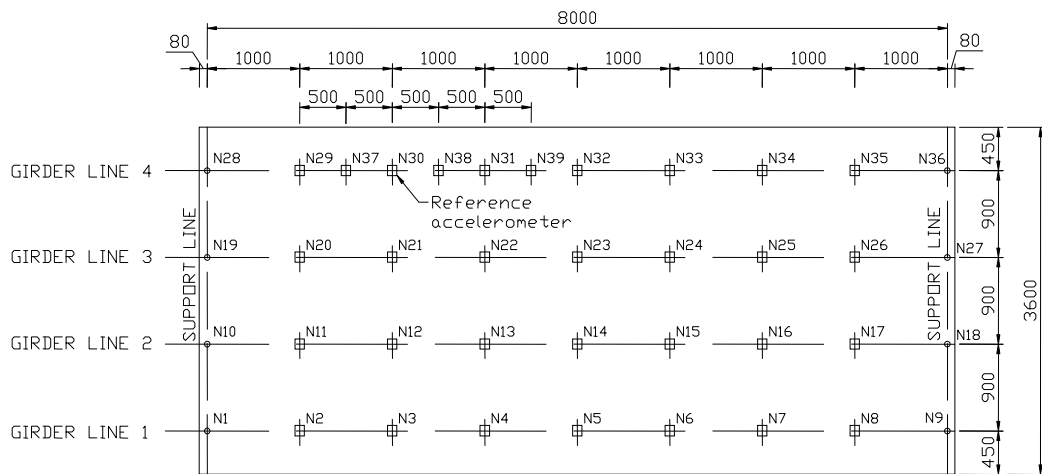 8000
80
80
1000 1000 1000 1000 1000 1000 1000 1000
500 500 500 500 500
450
GIRDER LINE 4
N28 N29 N37 N30 N38 N31 N39 N32 N33 N34 N35 N36
Reference
accelerometer
900
GIRDER LINE 3
SUPPORT LINE
N19 N20 N21 N22 N23 N24 N25 N26 N27
SUPPORT LINE
900
3600
GIRDER LINE 2
N10 N11 N12 N13 N14 N15 N16 N17 N18
900
GIRDER LINE 1
N1 N2 N3 N4 N5 N6 N7 N8 N9
450